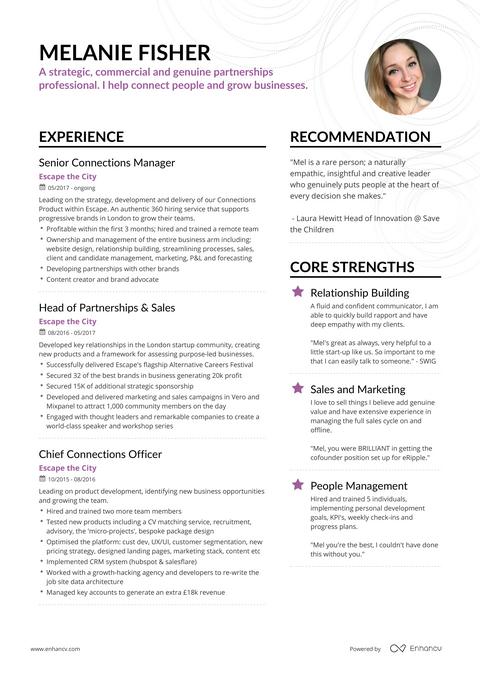 MELANIE FISHER
A strategic, commercial and genuine partnerships
professional. I help connect people and grow businesses.
EXPERIENCE
Senior Connections Manager
Escape the City
05/2017 - ongoing
Leading on the strategy, development and delivery of our Connections
Product within Escape. An authentic 360 hiring service that supports
progressive brands in London to grow their teams.
* Profitable within the first 3 months; hired and trained a remote team
* Ownership and management of the entire business arm including:
website design, relationship building, streamlining processes, sales,
client and candidate management, marketing, P&L and forecasting
* Developing partnerships with other brands
* Content creator and brand advocate
Head of Partnerships & Sales
Escape the City
08/2016 - 05/2017
Developed key relationships in the London startup community, creating
new products and a framework for assessing purpose-led businesses.
* Successfully delivered Escape's flagship Alternative Careers Festival
* Secured 32 of the best brands in business generating 20k profit
* Secured 15K of additional strategic sponsorship
* Developed and delivered marketing and sales campaigns in Vero and
Mixpanel to attract 1,000 community members on the day
* Engaged with thought leaders and remarkable companies to create a
world-class speaker and workshop series
Chief Connections Officer
Escape the City
10/2015 - 08/2016
Leading on product development, identifying new business opportunities
and growing the team.
* Hired and trained two more team members
* Tested new products including a CV matching service, recruitment,
advisory, the 'micro-projects', bespoke package design
* Optimised the platform: cust dev, UX/UI, customer segmentation, new
pricing strategy, designed landing pages, marketing stack, content etc
* Implemented CRM system (hubspot & salesflare)
* Worked with a growth-hacking agency and developers to re-write the
job site data architecture
* Managed key accounts to generate an extra £18k revenue
RECOMMENDATION
"Mel is a rare person; a naturally
empathic, insightful and creative leader
who genuinely puts people at the heart of
every decision she makes."
- Laura Hewitt Head of Innovation @ Save
the Children
CORE STRENGTHS
Relationship Building
A fluid and confident communicator, I am
able to quickly build rapport and have
deep empathy with my clients.
"Mel's great as always, very helpful to a
little start-up like us. So important to me
that I can easily talk to someone." - SWIG
Sales and Marketing
I love to sell things I believe add genuine
value and have extensive experience in
managing the full sales cycle on and
offline.
"Mel, you were BRILLIANT in getting the
cofounder position set up for eRipple."
People Management
Hired and trained 5 individuals,
implementing personal development
goals, KPI's, weekly check-ins and
progress plans.
"Mel you're the best, I couldn't have done
this without you."
www.enhancv.com
Powered by Enhancv